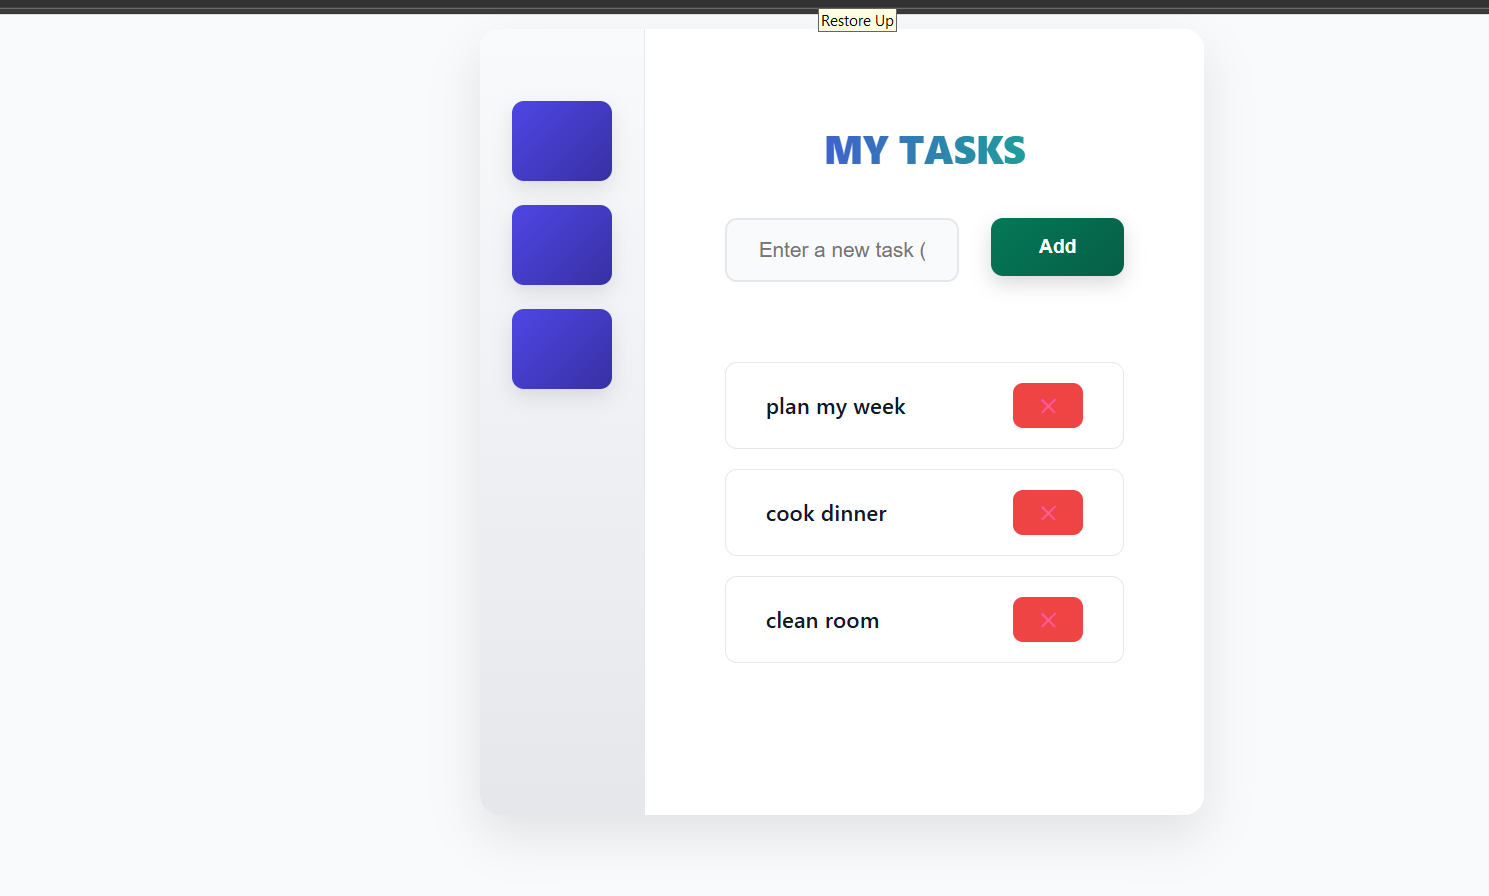 Restore Up
MY TASKS
Enter a new task (
Add
plan my week
cook dinner
clean room